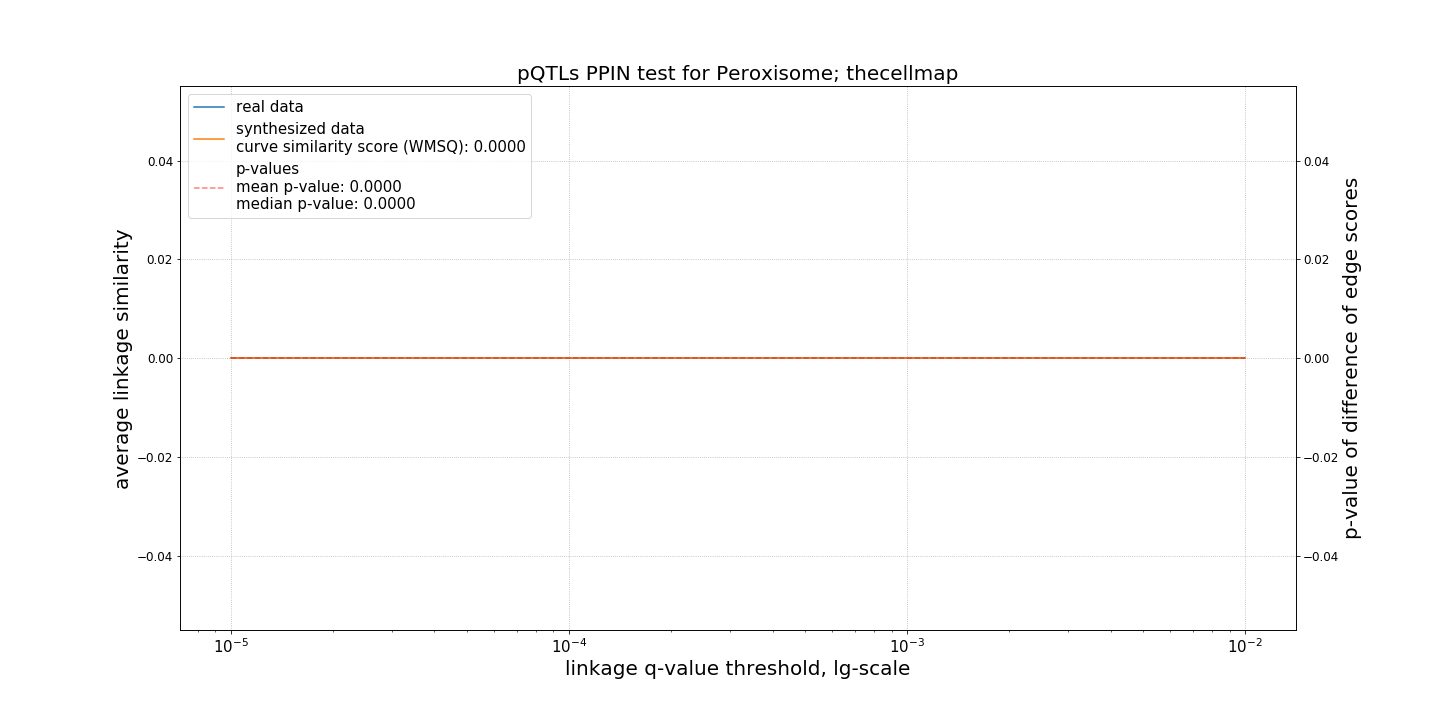 pQTLs PPIN test for Peroxisome; thecellmap
real data
synthesized data
curve similarity score (WMSQ): 0.0000
p-values
mean p-value: 0.0000
median p-value: 0.0000
average linkage similarity
0.04
0.02
0.00
−0.02
−0.04
0.04
0.02
0.00
−0.02
−0.04
p-value of difference of edge scores
10⁻⁵ 10⁻⁴ 10⁻³ 10⁻²
linkage q-value threshold, lg-scale